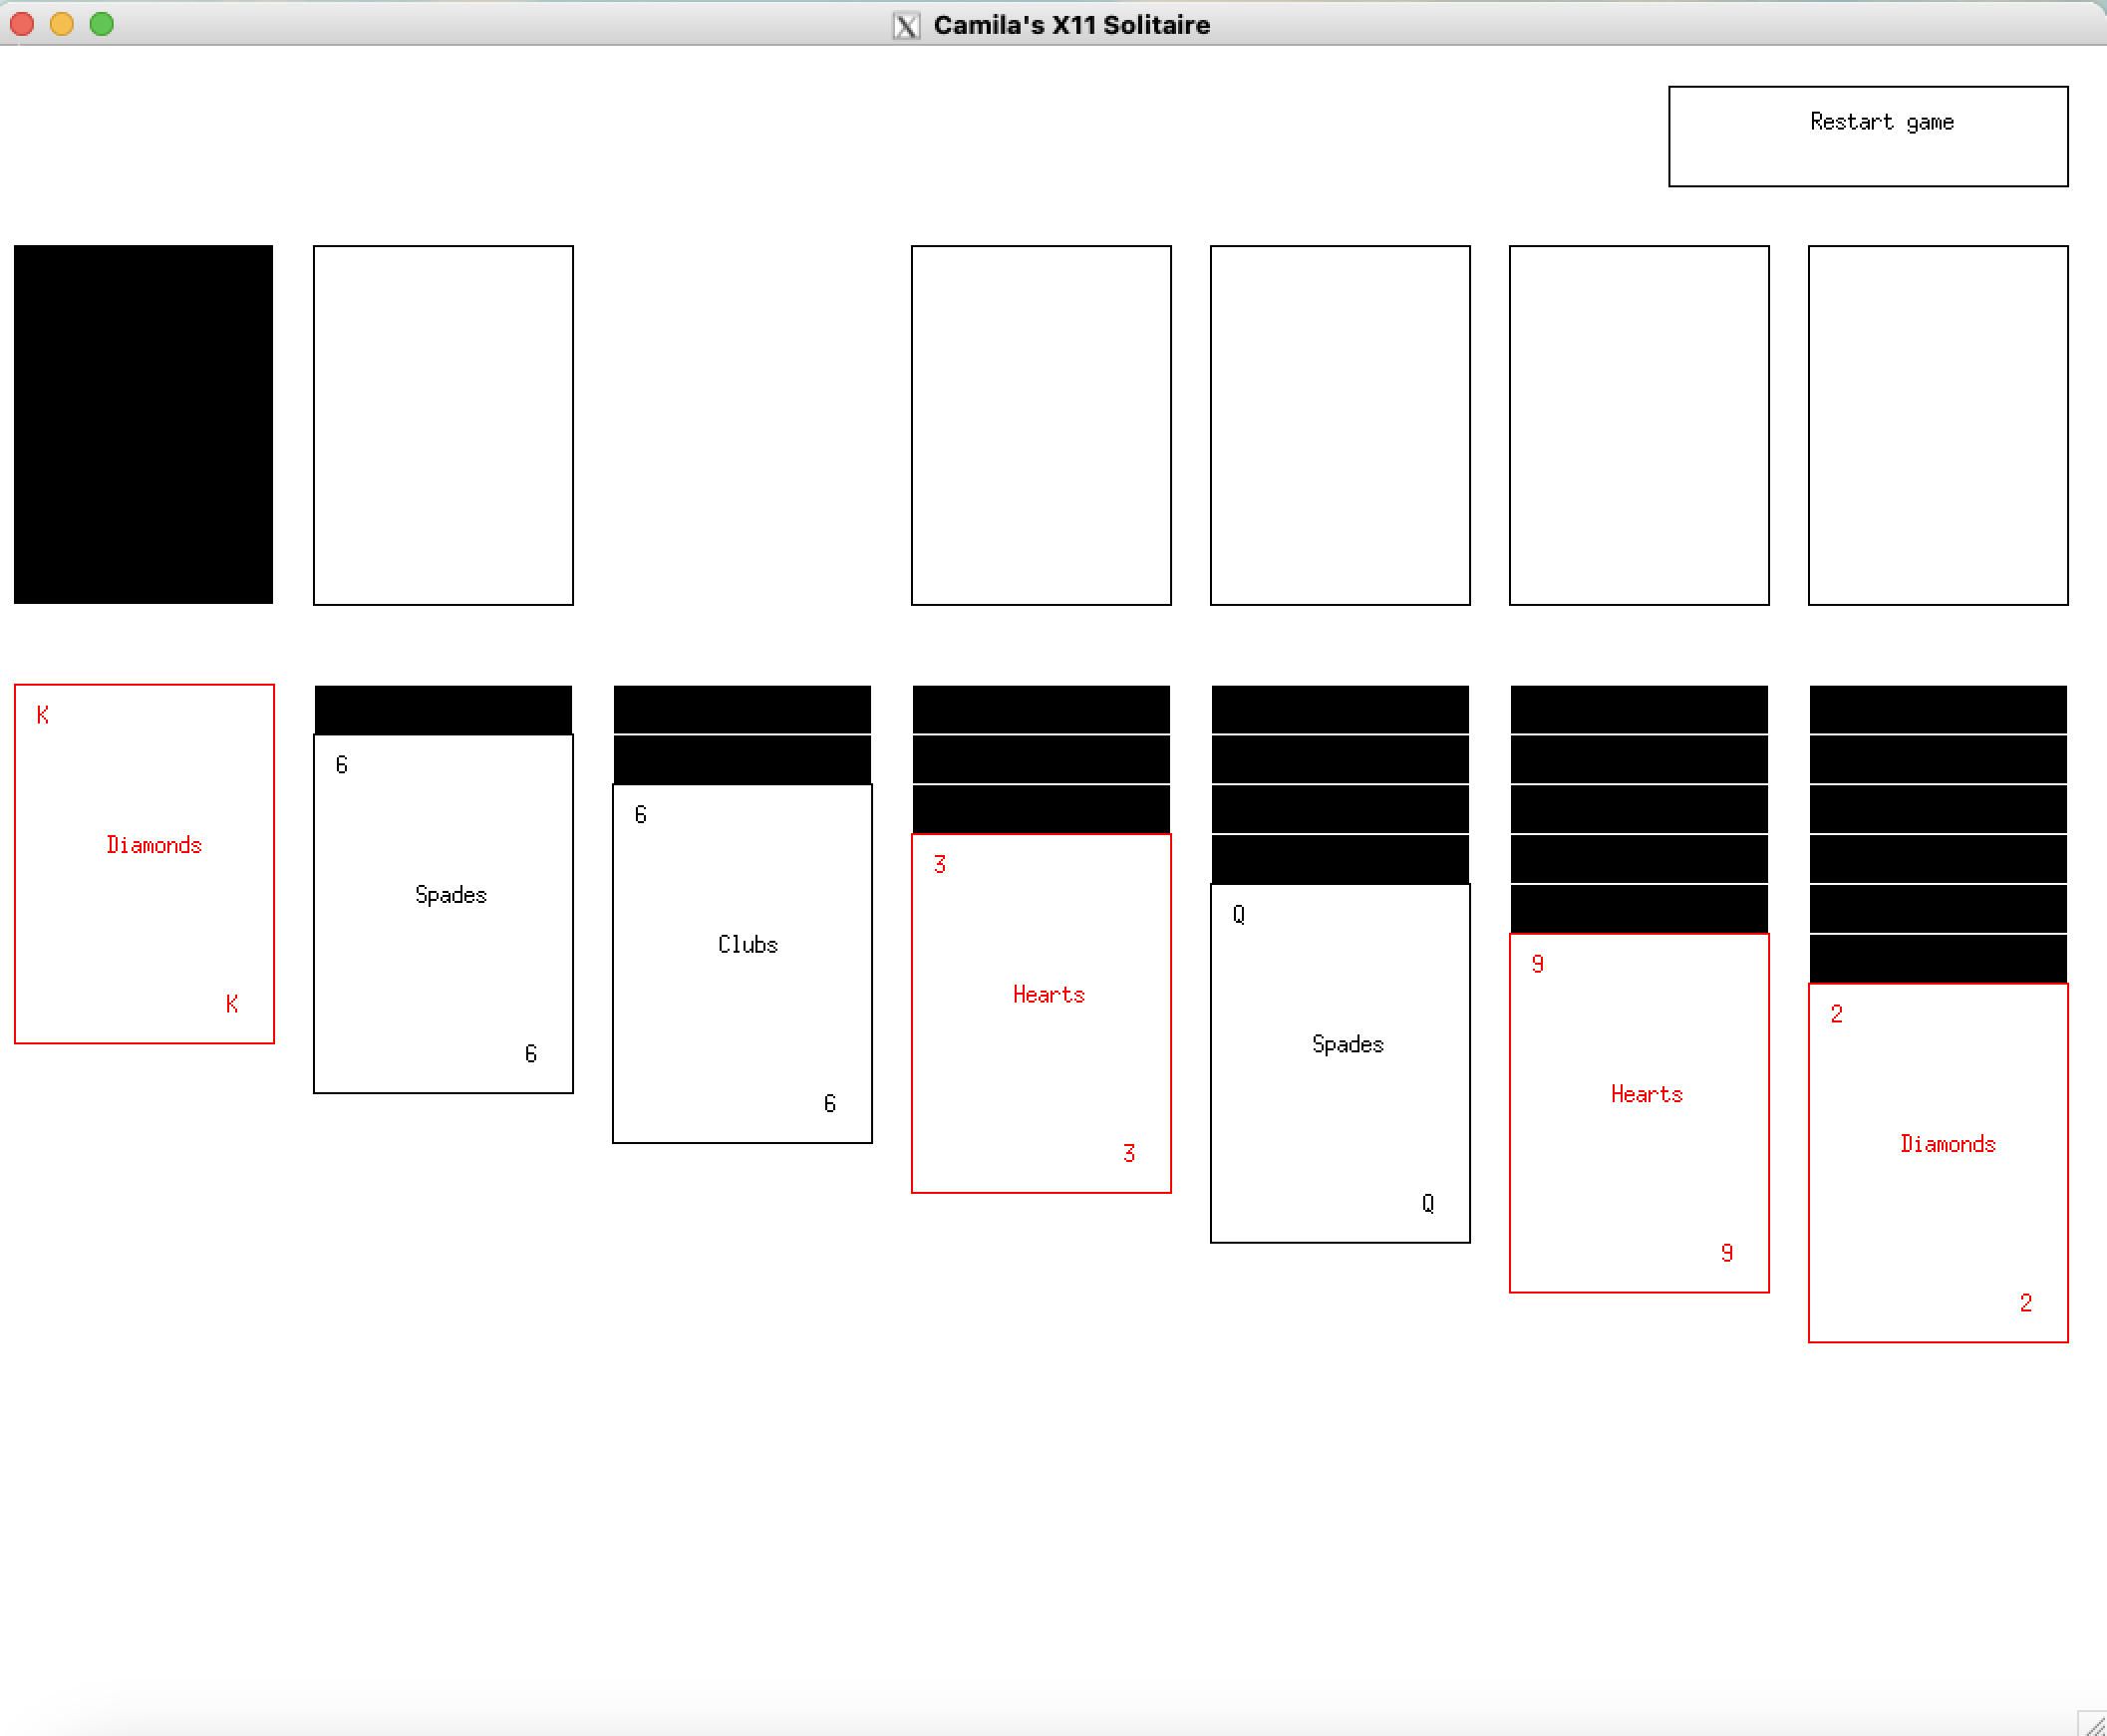 Camila's X11 Solitaire
Restart game
K
Diamonds
K
6
Spades
6
6
Clubs
6
3
Hearts
3
Q
Spades
Q
9
Hearts
9
2
Diamonds
2